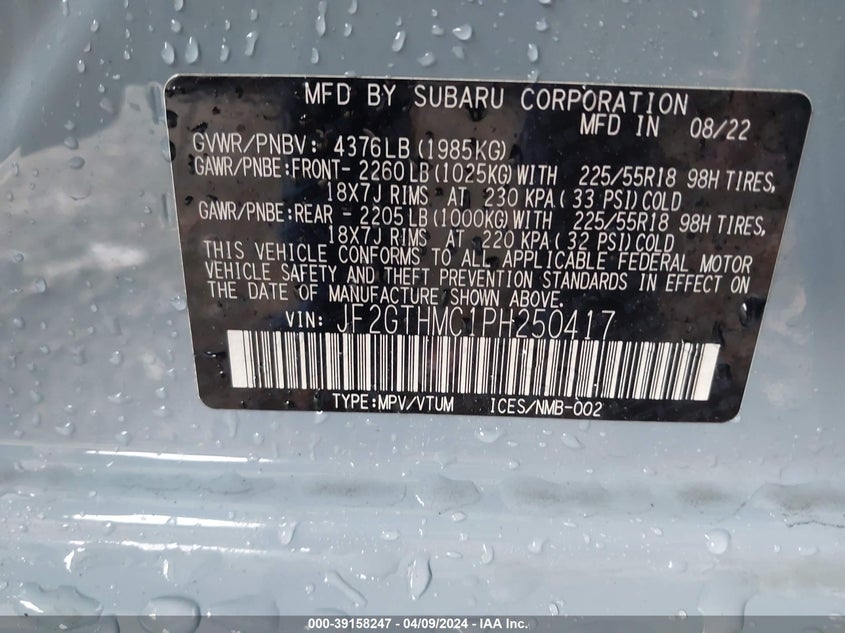 MFD BY SUBARU CORPORATION
MFD IN 08/22
GVWR/PNBV: 4376LB(1985KG)
GAWR/PNBE:FRONT- 2260LB(1025KG)WITH 225/55R18 98H TIRES,
18X7J RIMS AT 230 KPA( 33 PSI)COLD
GAWR/PNBE:REAR - 2205LB(1000KG)WITH 225/55R18 98H TIRES,
18X7J RIMS AT 220 KPA(32 PSI)COLD
THIS VEHICLE CONFORMS TO ALL APPLICABLE FEDERAL MOTOR
VEHICLE SAFETY AND THEFT PREVENTION STANDARDS IN EFFECT ON
THE DATE OF MANUFACTURE SHOWN ABOVE.
VIN: JF2GTHMC1PH250417
TYPE:MPV/VTUM ICES/NMB-002
000-39158247 - 04/09/2024 - IAA Inc.